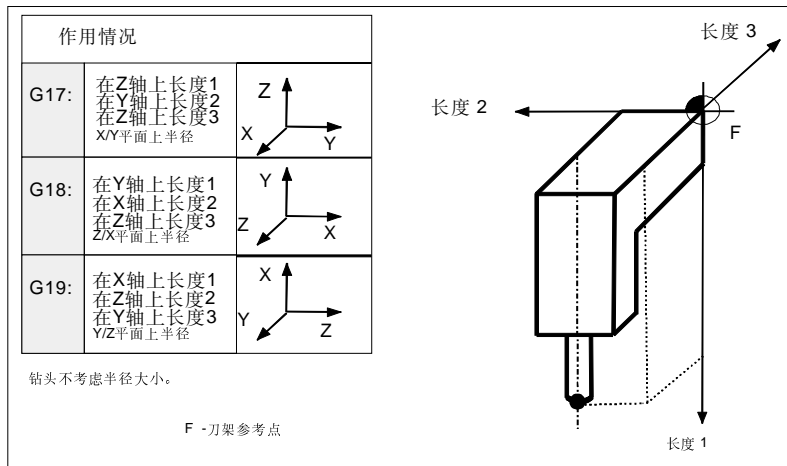 作用情况
G17:
在Z轴上长度1
在Y轴上长度2
在Z轴上长度3
X/Y平面上半径
Z
X
Y
G18:
在Y轴上长度1
在X轴上长度2
在Z轴上长度3
Z/X平面上半径
Y
Z
X
G19:
在X轴上长度1
在Z轴上长度2
在Y轴上长度3
Y/Z平面上半径
X
Y
Z
钻头不考虑半径大小。
F -刀架参考点
长度 3
长度 2
F
长度 1